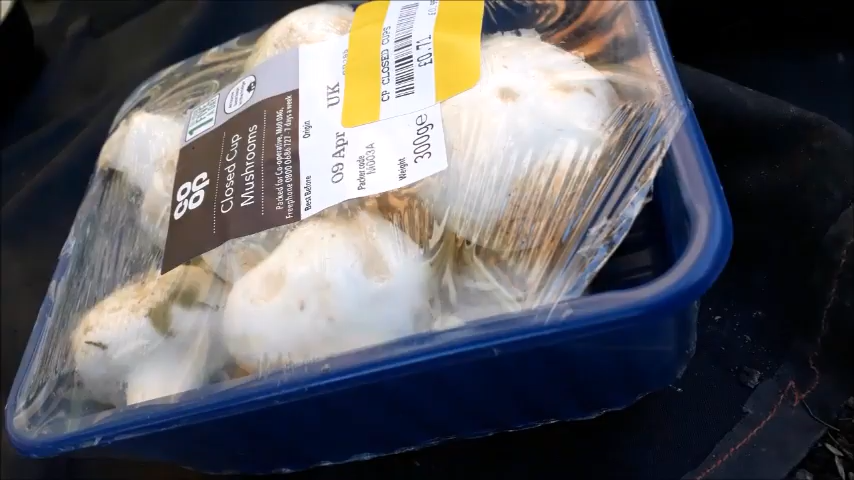 co
op
Closed Cup
Mushrooms
Packed for Co-operative, M60 0AG.
Freephone 0800 0686 727 · 7 days a week
Origin
UK
Best Before
09 Apr
Packer code
M003A
Weight
300g℮
CP CLOSED CUPS
£0.71